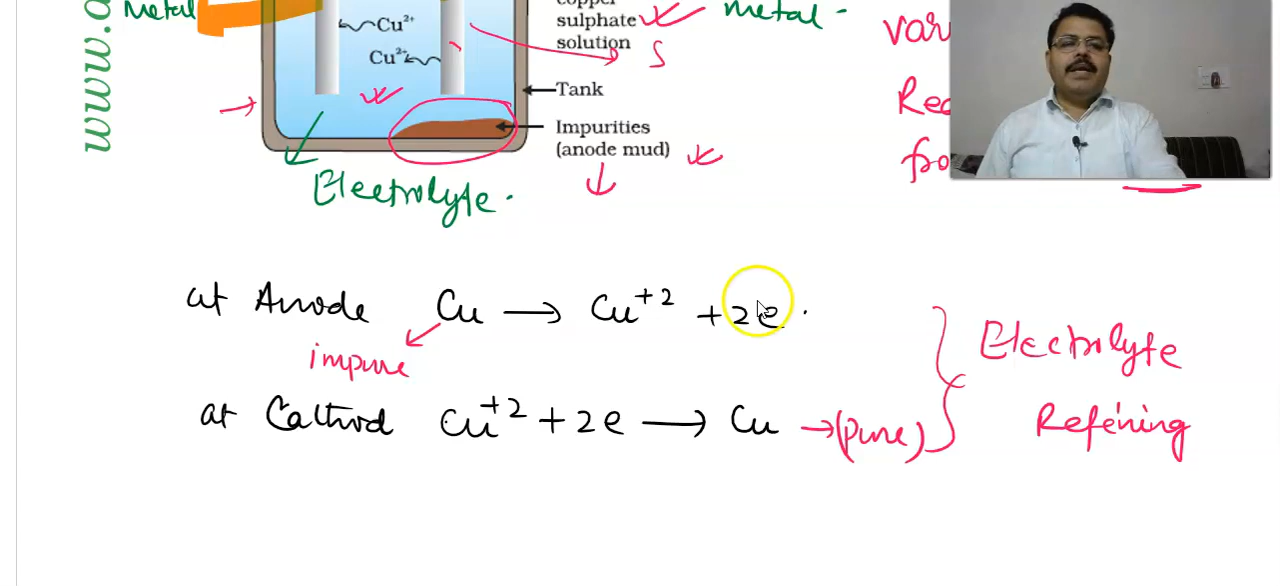 Metal
www.a
Cu²⁺
Cu²⁺
copper
sulphate
solution
S
metal -
Tank
Impurities
(anode mud)
Electrolyte.
at Anode Cu → Cu⁺² + 2e.
impure
at Cathod Cu⁺² + 2e → Cu → (pure)
Electrolyte
Refening